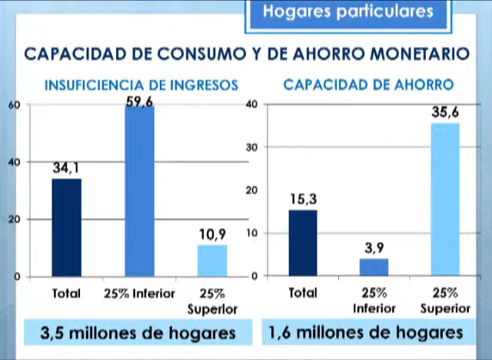 Hogares particulares
CAPACIDAD DE CONSUMO Y DE AHORRO MONETARIO
INSUFICIENCIA DE INGRESOS
60
40
20
0
34,1
59,6
10,9
Total
25% Inferior
25%
Superior
3,5 millones de hogares
CAPACIDAD DE AHORRO
40
30
20
10
0
15,3
3,9
35,6
Total
25%
Inferior
25%
Superior
1,6 millones de hogares